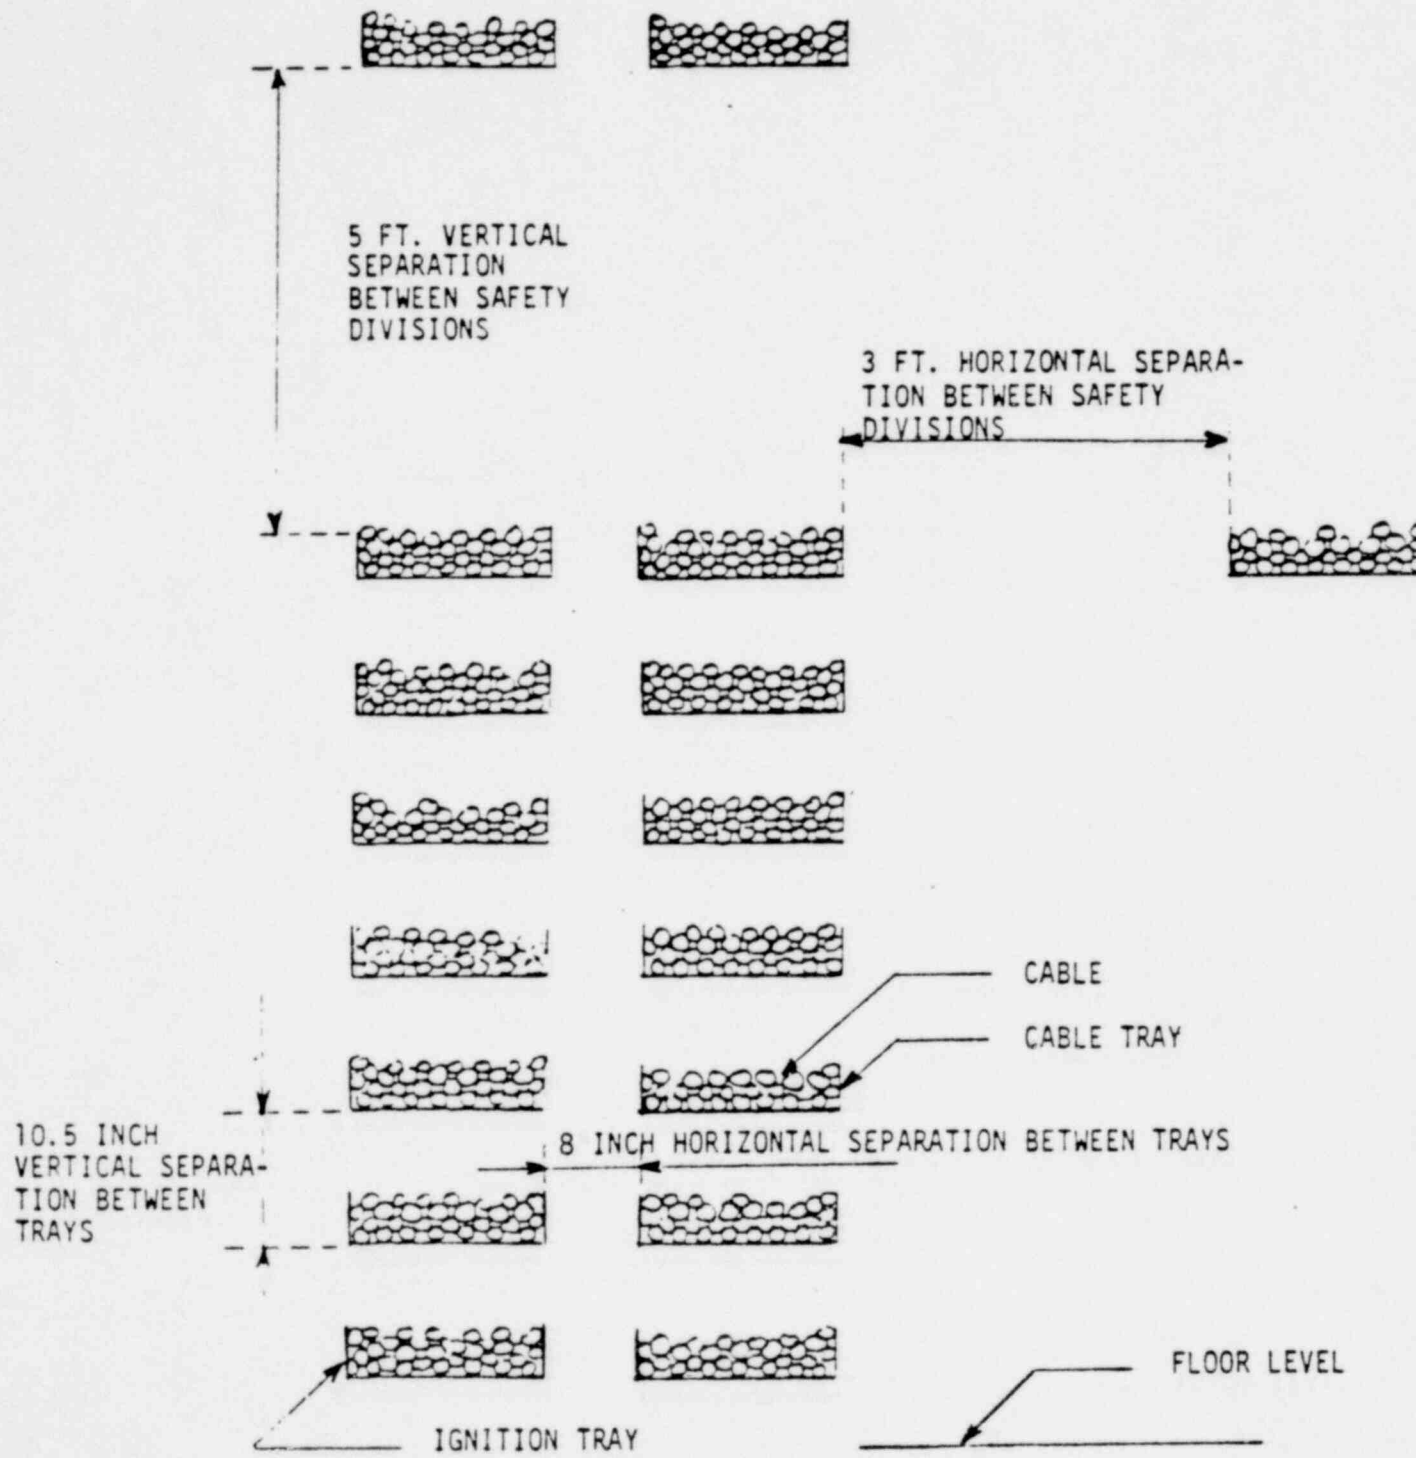 5 FT. VERTICAL
SEPARATION
BETWEEN SAFETY
DIVISIONS
3 FT. HORIZONTAL SEPARA-
TION BETWEEN SAFETY
DIVISIONS
CABLE
CABLE TRAY
10.5 INCH
VERTICAL SEPARA-
TION BETWEEN
TRAYS
8 INCH HORIZONTAL SEPARATION BETWEEN TRAYS
FLOOR LEVEL
IGNITION TRAY